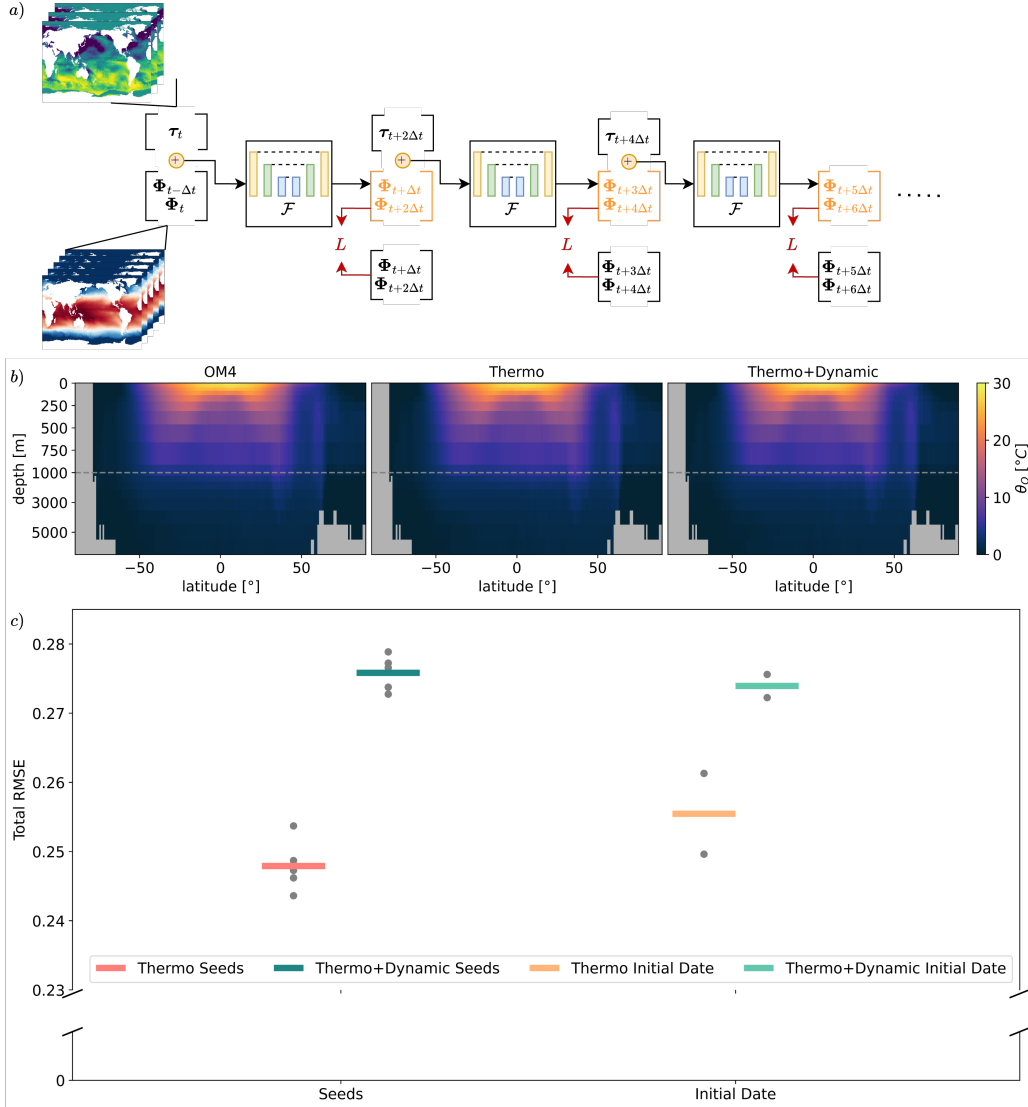 a)
τ_t
τ_{t+2Δt}
τ_{t+4Δt}
+
+
+
Φ_{t−Δt}
Φ_t
F
Φ_{t+Δt}
Φ_{t+2Δt}
F
Φ_{t+3Δt}
Φ_{t+4Δt}
F
Φ_{t+5Δt}
Φ_{t+6Δt}
.....
L
L
L
Φ_{t+Δt}
Φ_{t+2Δt}
Φ_{t+3Δt}
Φ_{t+4Δt}
Φ_{t+5Δt}
Φ_{t+6Δt}
b)
OM4
Thermo
Thermo+Dynamic
depth [m]
0
250
500
750
1000
3000
5000
−50
0
50
latitude [°]
−50
0
50
latitude [°]
−50
0
50
latitude [°]
30
20
10
0
θ_O [°C]
c)
Total RMSE
0.28
0.27
0.26
0.25
0.24
0.23
0
Thermo Seeds
Thermo+Dynamic Seeds
Thermo Initial Date
Thermo+Dynamic Initial Date
Seeds
Initial Date